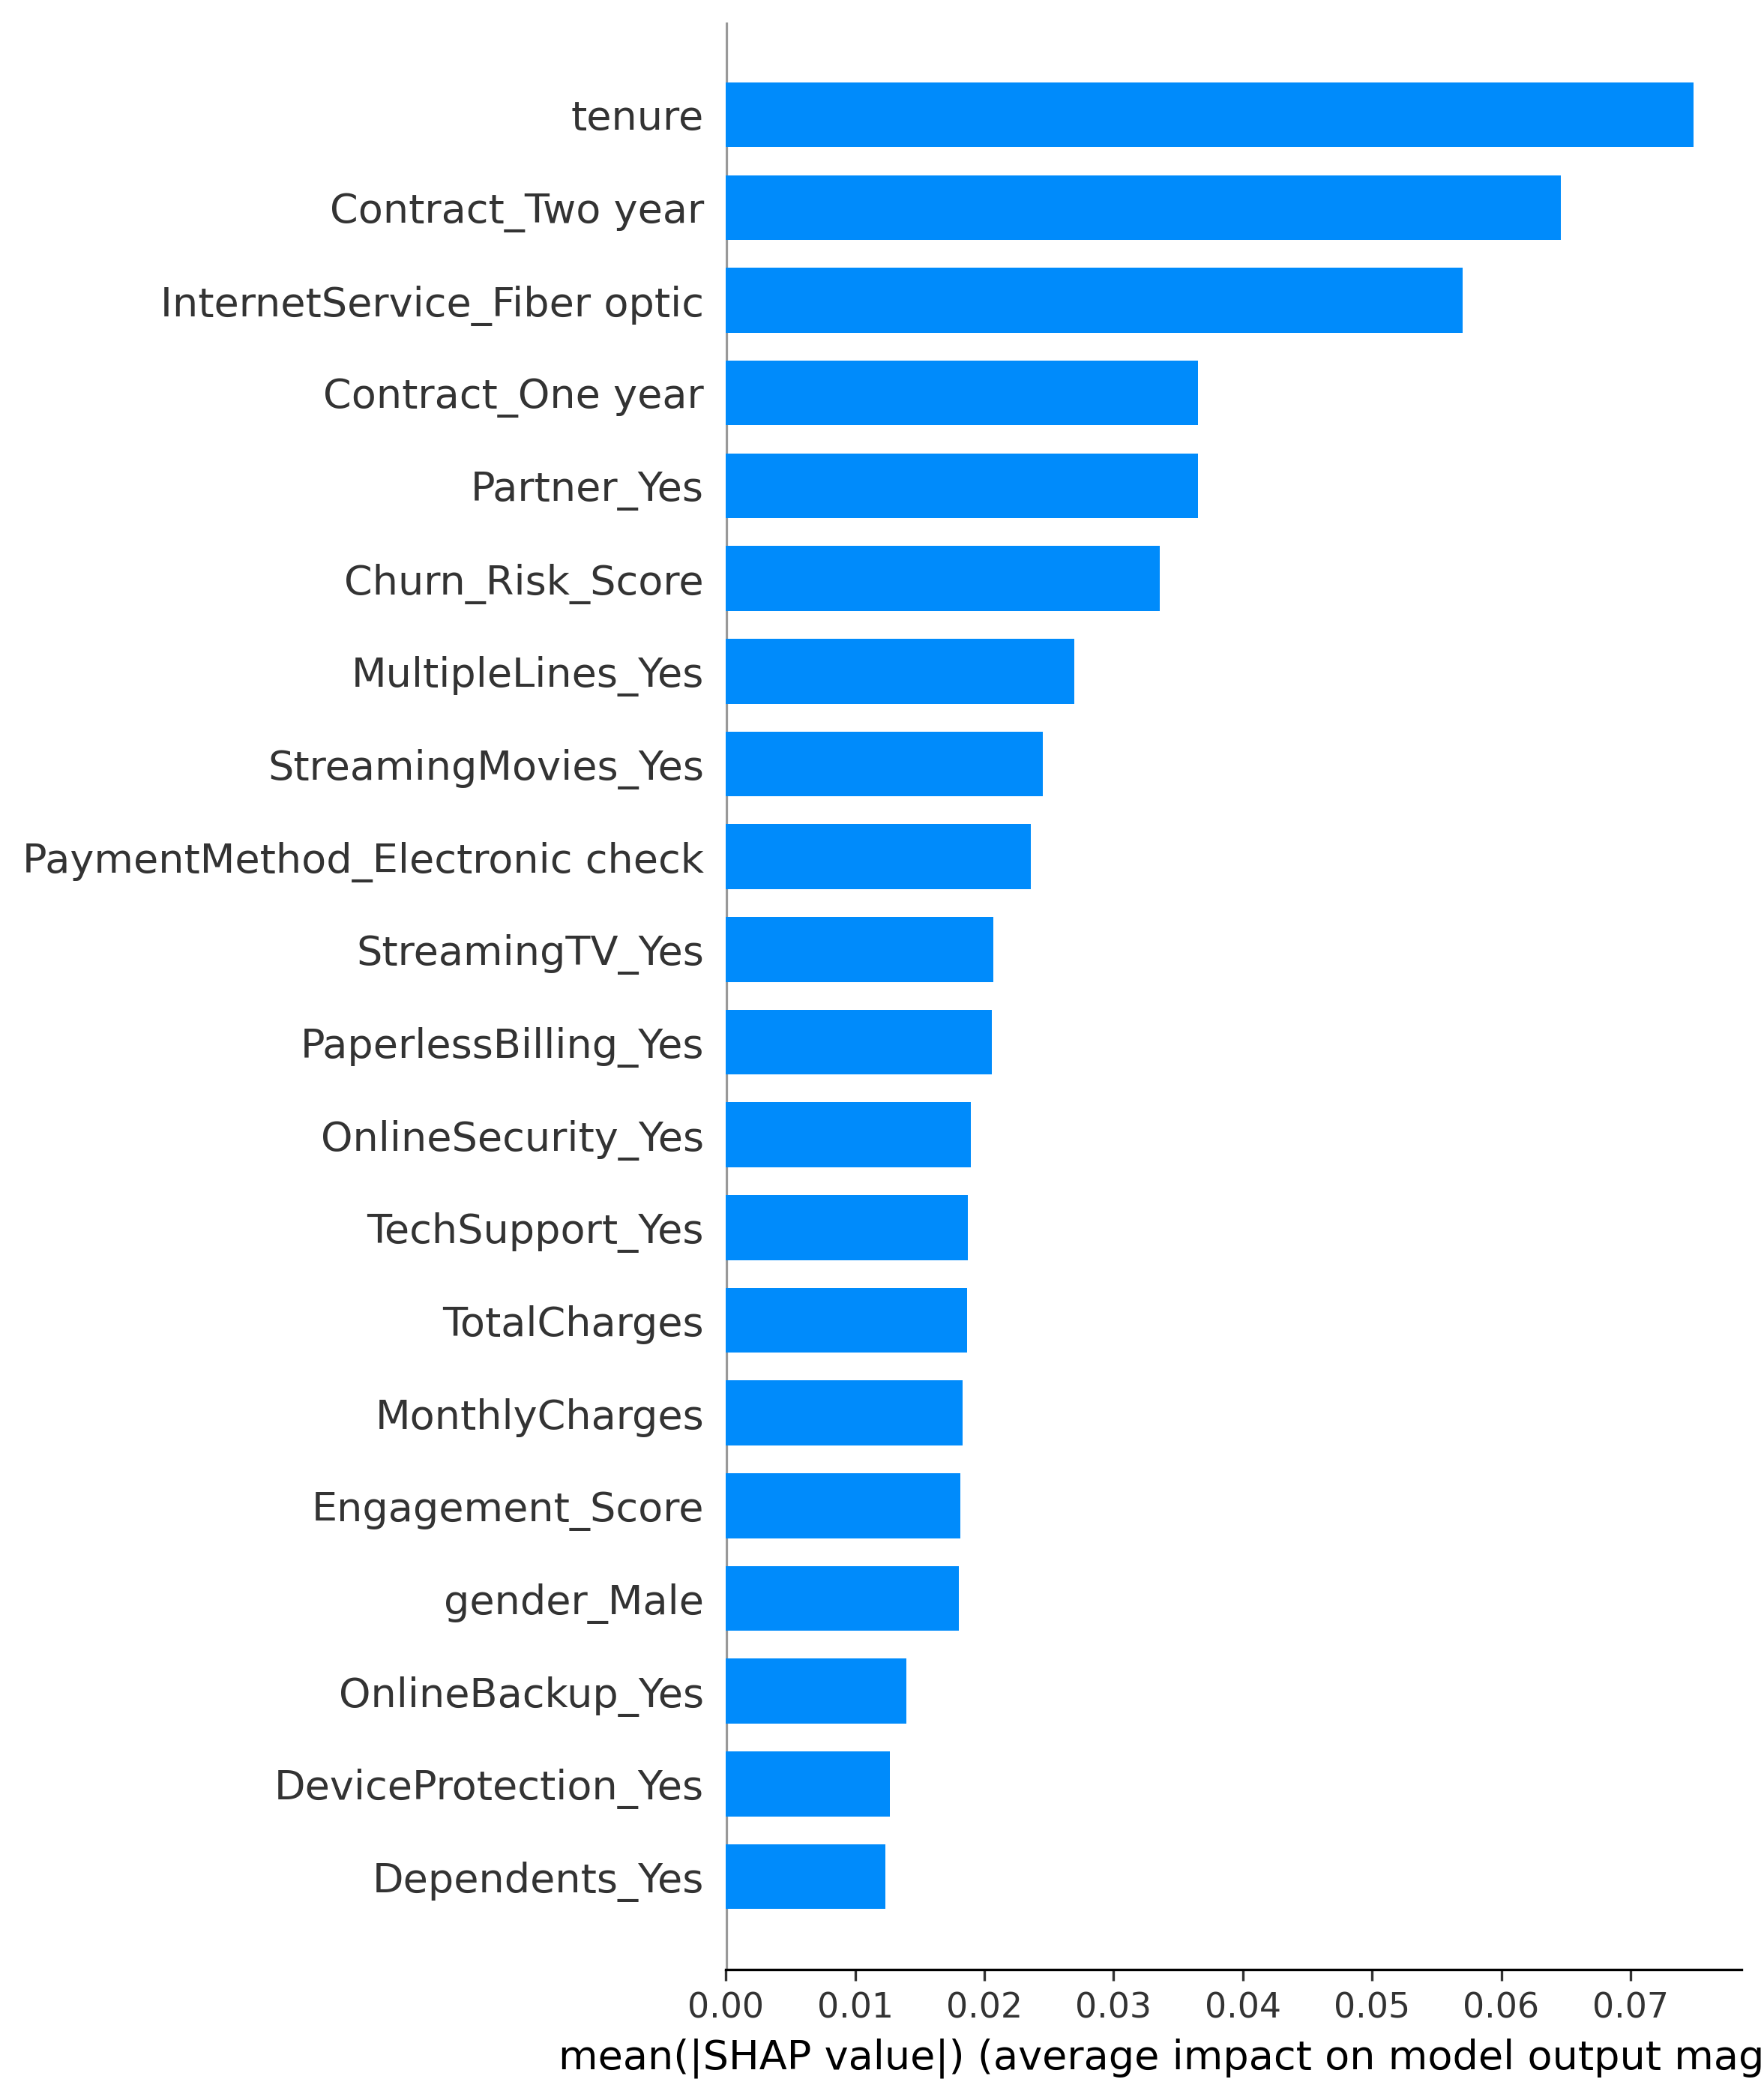 tenure
Contract_Two year
InternetService_Fiber optic
Contract_One year
Partner_Yes
Churn_Risk_Score
MultipleLines_Yes
StreamingMovies_Yes
PaymentMethod_Electronic check
StreamingTV_Yes
PaperlessBilling_Yes
OnlineSecurity_Yes
TechSupport_Yes
TotalCharges
MonthlyCharges
Engagement_Score
gender_Male
OnlineBackup_Yes
DeviceProtection_Yes
Dependents_Yes
0.00 0.01 0.02 0.03 0.04 0.05 0.06 0.07
mean(|SHAP value|) (average impact on model output mag